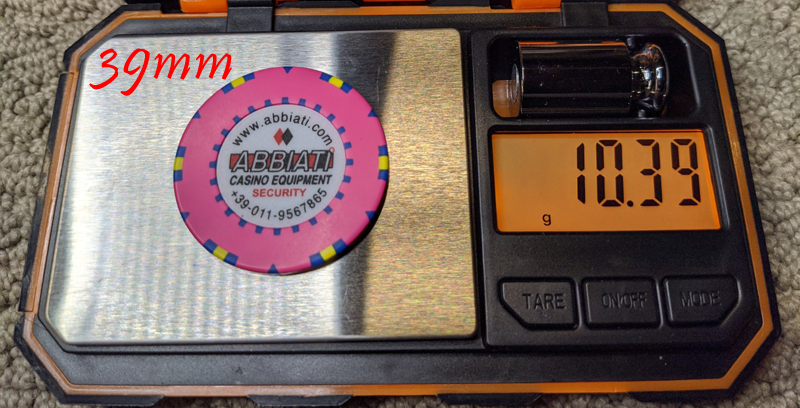 39mm
www.abbiati.com
ABBIATI
CASINO EQUIPMENT
SECURITY
+39-011-9567865
10.39
g
TARE
ON/OFF
MODE